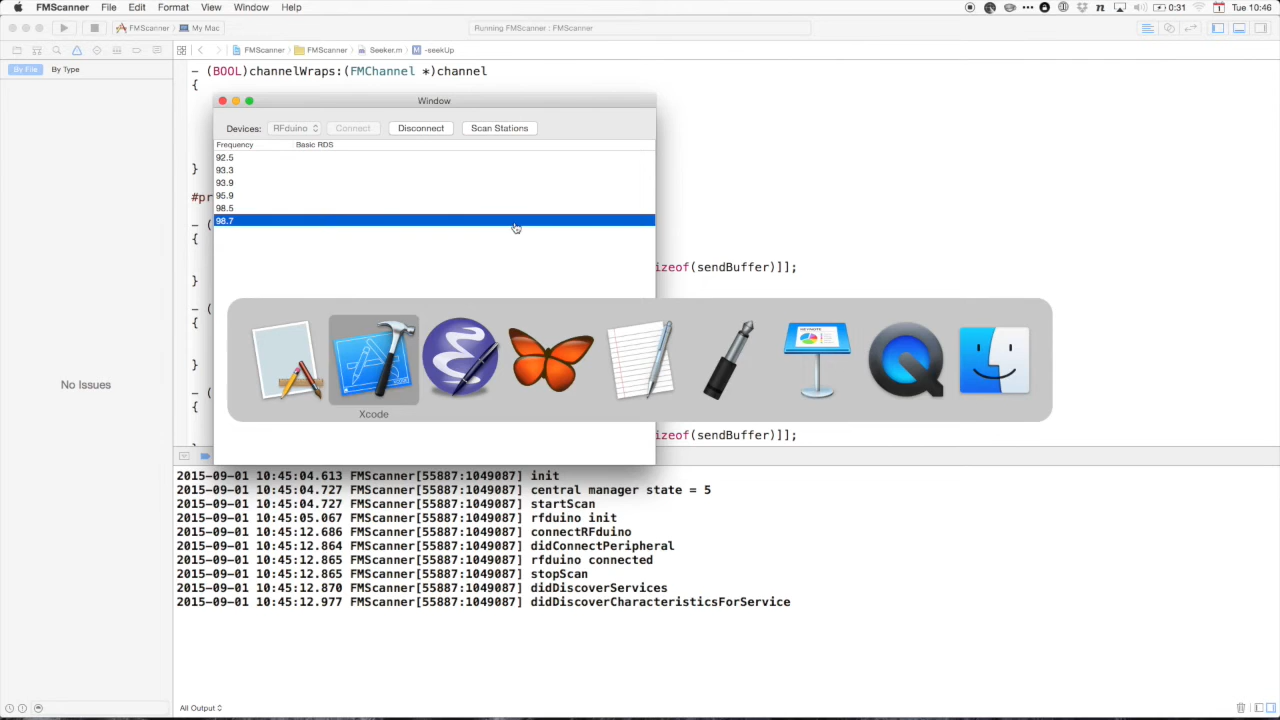 FMScanner File Edit Format View Window Help 0:31 Tue 10:46
FMScanner My Mac Running FMScanner : FMScanner
FMScanner FMScanner Seeker.m M -seekUp
By File By Type
- (BOOL)channelWraps:(FMChannel *)channel
{
Window
Devices: RFduino Connect Disconnect Scan Stations
Frequency Basic RDS
92.5
93.3
}
93.9
95.9
#pr
98.5
98.7
- (
{
izeof(sendBuffer)]];
}
- (
{
}
No Issues
- (
{
Xcode
izeof(sendBuffer)]];
2015-09-01 10:45:04.613 FMScanner[55887:1049087] init
2015-09-01 10:45:04.727 FMScanner[55887:1049087] central manager state = 5
2015-09-01 10:45:04.727 FMScanner[55887:1049087] startScan
2015-09-01 10:45:05.067 FMScanner[55887:1049087] rfduino init
2015-09-01 10:45:12.686 FMScanner[55887:1049087] connectRFduino
2015-09-01 10:45:12.864 FMScanner[55887:1049087] didConnectPeripheral
2015-09-01 10:45:12.865 FMScanner[55887:1049087] rfduino connected
2015-09-01 10:45:12.865 FMScanner[55887:1049087] stopScan
2015-09-01 10:45:12.870 FMScanner[55887:1049087] didDiscoverServices
2015-09-01 10:45:12.977 FMScanner[55887:1049087] didDiscoverCharacteristicsForService
All Output